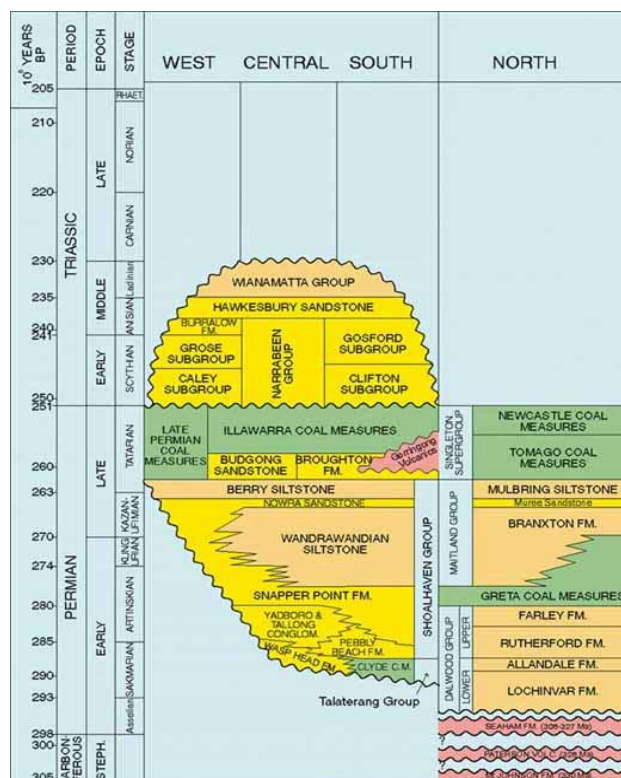 10⁶ YEARS BP
PERIOD
EPOCH
STAGE
WEST
CENTRAL
SOUTH
NORTH
205
210
220
230
235
240
241
250
251
260
263
270
274
280
285
290
293
298
300
305
TRIASSIC
PERMIAN
CARBON-
FEROUS
LATE
MIDDLE
EARLY
LATE
EARLY
STEPH.
RHAET.
NORIAN
CARNIAN
Ladinian
ANISIAN
SCYTHIAN
TATARIAN
KAZAN-
UFIMIAN
KUNG
URIAN
ARTINSKIAN
SAKMARIAN
Asselian
WIANAMATTA GROUP
HAWKESBURY SANDSTONE
BURRALOW
FM.
GROSE
SUBGROUP
CALEY
SUBGROUP
NARRABEEN
GROUP
GOSFORD
SUBGROUP
CLIFTON
SUBGROUP
LATE
PERMIAN
COAL
MEASURES
ILLAWARRA COAL MEASURES
BUDGONG
SANDSTONE
BROUGHTON
FM.
Gerringong
Volcanics
BERRY SILTSTONE
NOWRA SANDSTONE
WANDRAWANDIAN
SILTSTONE
SNAPPER POINT FM.
YADBORO &
TALLONG
CONGLOM.
PEBBLY
BEACH FM.
WASP HEAD FM.
CLYDE C.M.
SHOALHAVEN GROUP
Talaterang Group
SINGLETON
SUPERGROUP
MAITLAND GROUP
DALWOOD GROUP
UPPER
LOWER
NEWCASTLE COAL
MEASURES
TOMAGO COAL
MEASURES
MULBRING SILTSTONE
Muree Sandstone
BRANXTON FM.
GRETA COAL MEASURES
FARLEY FM.
RUTHERFORD FM.
ALLANDALE FM.
LOCHINVAR FM.
?
SEAHAM FM.
?
PATERSON VOLC.
?